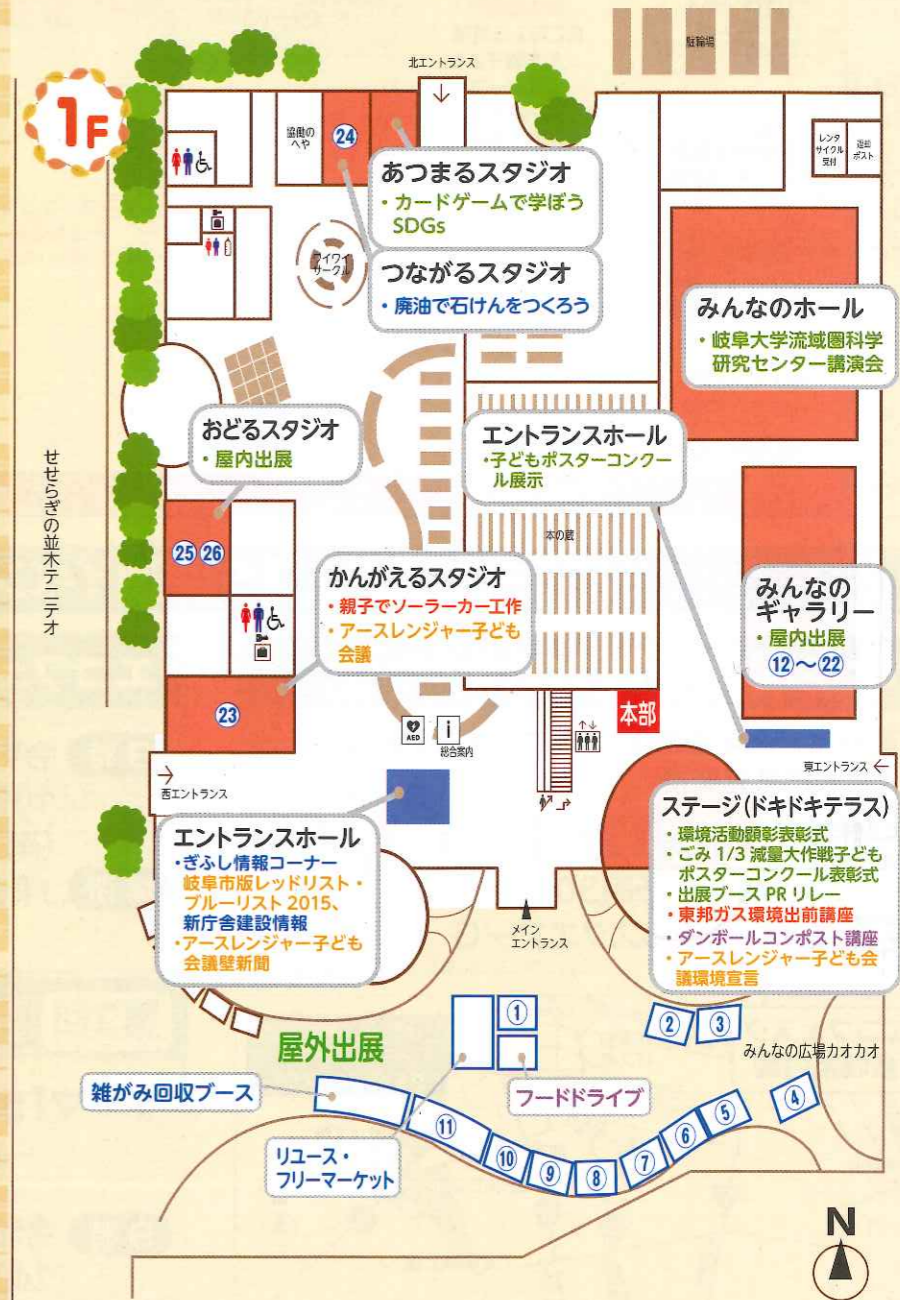 駐輪場
北エントランス
1F
協働の
へや
24
レンタ
サイクル
受付
返却
ポスト
あつまるスタジオ
・カードゲームで学ぼう
SDGs
ワイワイ
サークル
つながるスタジオ
・廃油で石けんをつくろう
みんなのホール
・岐阜大学流域圏科学
研究センター講演会
おどるスタジオ
・屋内出展
エントランスホール
・子どもポスターコンクー
ル展示
せせらぎの並木テニテオ
本の蔵
25 26
かんがえるスタジオ
・親子でソーラーカー工作
・アースレンジャー子ども
会議
みんなの
ギャラリー
・屋内出展
⑫〜㉒
23
本部
AED
i
総合案内
西エントランス
東エントランス
エントランスホール
・ぎふし情報コーナー
岐阜市版レッドリスト・
ブルーリスト 2015、
新庁舎建設情報
・アースレンジャー子ども
会議壁新聞
メイン
エントランス
ステージ(ドキドキテラス)
・環境活動顕彰表彰式
・ごみ 1/3 減量大作戦子ども
ポスターコンクール表彰式
・出展ブース PR リレー
・東邦ガス環境出前講座
・ダンボールコンポスト講座
・アースレンジャー子ども会
議環境宣言
屋外出展
①
②
③
みんなの広場カオカオ
雑がみ回収ブース
フードドライブ
④
⑤
⑥
⑦
⑧
⑨
⑩
⑪
リユース・
フリーマーケット
N